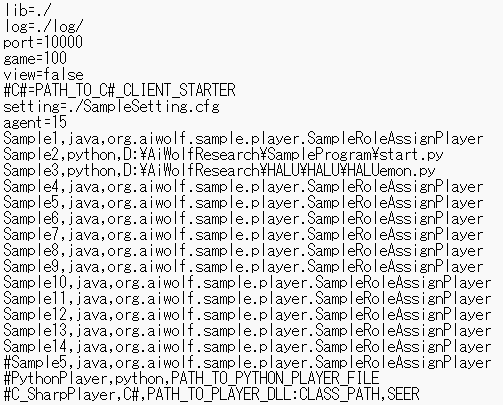 lib=./
log=./log/
port=10000
game=100
view=false
#C#=PATH_TO_C#_CLIENT_STARTER
setting=./SampleSetting.cfg
agent=15
Sample1,java,org.aiwolf.sample.player.SampleRoleAssignPlayer
Sample2,python,D:¥AiWolfResearch¥SampleProgram¥start.py
Sample3,python,D:¥AiWolfResearch¥HALU¥HALU¥HALUemon.py
Sample4,java,org.aiwolf.sample.player.SampleRoleAssignPlayer
Sample5,java,org.aiwolf.sample.player.SampleRoleAssignPlayer
Sample6,java,org.aiwolf.sample.player.SampleRoleAssignPlayer
Sample7,java,org.aiwolf.sample.player.SampleRoleAssignPlayer
Sample8,java,org.aiwolf.sample.player.SampleRoleAssignPlayer
Sample9,java,org.aiwolf.sample.player.SampleRoleAssignPlayer
Sample10,java,org.aiwolf.sample.player.SampleRoleAssignPlayer
Sample11,java,org.aiwolf.sample.player.SampleRoleAssignPlayer
Sample12,java,org.aiwolf.sample.player.SampleRoleAssignPlayer
Sample13,java,org.aiwolf.sample.player.SampleRoleAssignPlayer
Sample14,java,org.aiwolf.sample.player.SampleRoleAssignPlayer
#Sample5,java,org.aiwolf.sample.player.SampleRoleAssignPlayer
#PythonPlayer,python,PATH_TO_PYTHON_PLAYER_FILE
#C_SharpPlayer,C#,PATH_TO_PLAYER_DLL:CLASS_PATH,SEER